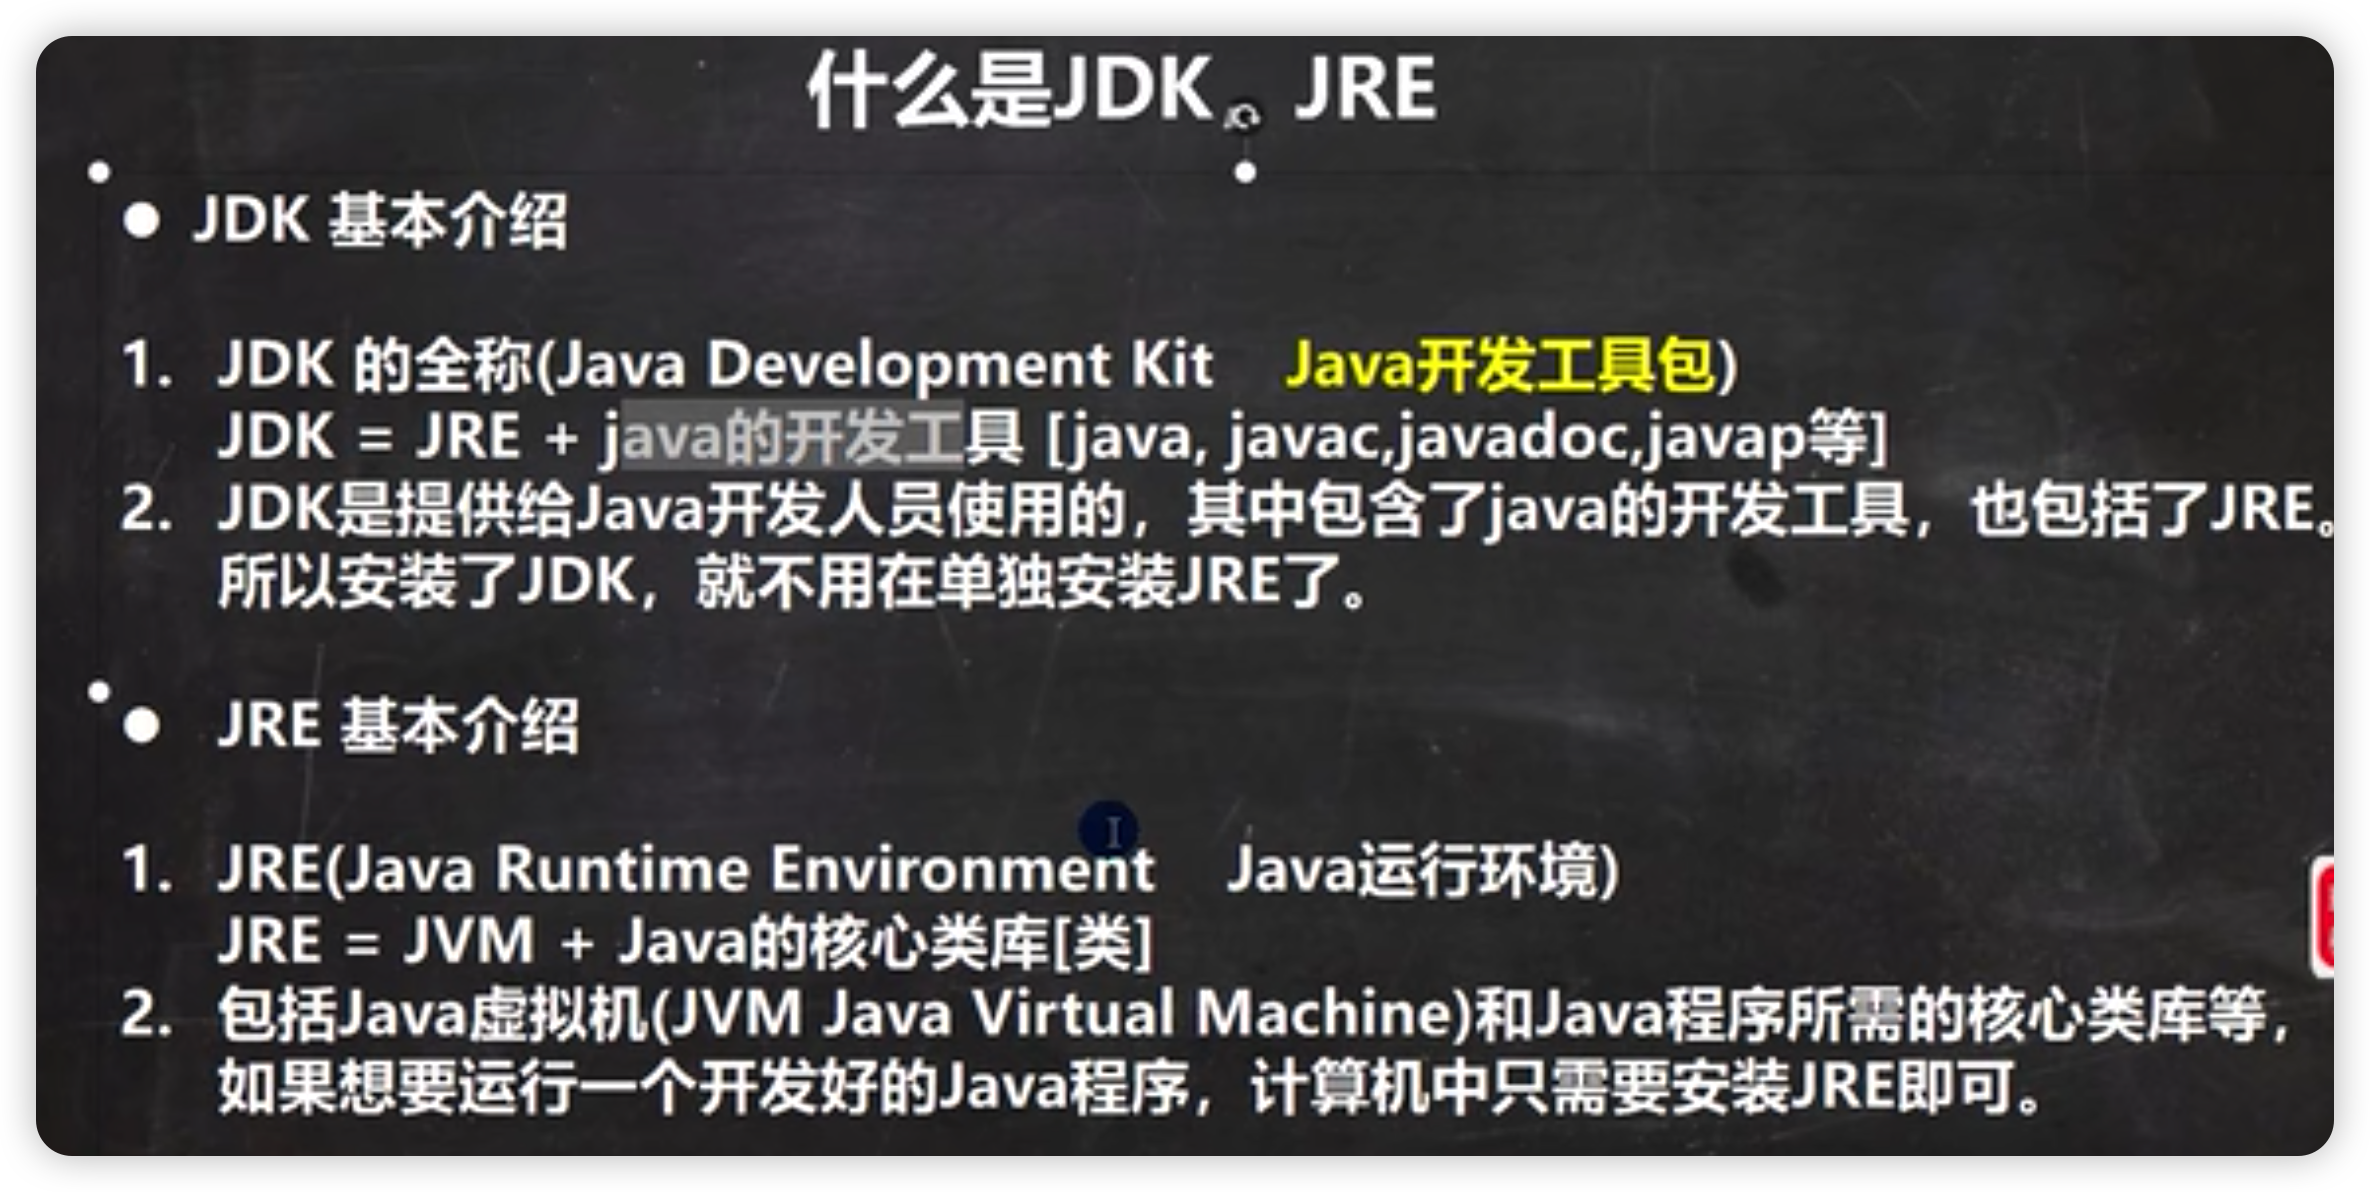 什么是JDK、JRE
● JDK 基本介绍
1. JDK 的全称(Java Development Kit Java开发工具包)
JDK = JRE + java的开发工具 [java, javac,javadoc,javap等]
2. JDK是提供给Java开发人员使用的，其中包含了java的开发工具，也包括了JRE。
所以安装了JDK，就不用在单独安装JRE了。
● JRE 基本介绍
1. JRE(Java Runtime Environment Java运行环境)
JRE = JVM + Java的核心类库[类]
2. 包括Java虚拟机(JVM Java Virtual Machine)和Java程序所需的核心类库等，
如果想要运行一个开发好的Java程序，计算机中只需要安装JRE即可。